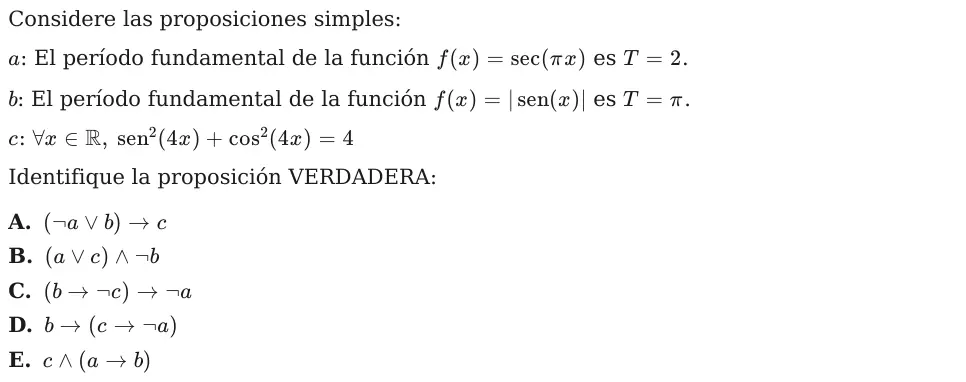 Considere las proposiciones simples:
a: El período fundamental de la función f(x) = sec(πx) es T = 2.
b: El período fundamental de la función f(x) = | sen(x)| es T = π.
c: ∀x ∈ ℝ, sen²(4x) + cos²(4x) = 4
Identifique la proposición VERDADERA:
A. (¬a ∨ b) → c
B. (a ∨ c) ∧ ¬b
C. (b → ¬c) → ¬a
D. b → (c → ¬a)
E. c ∧ (a → b)